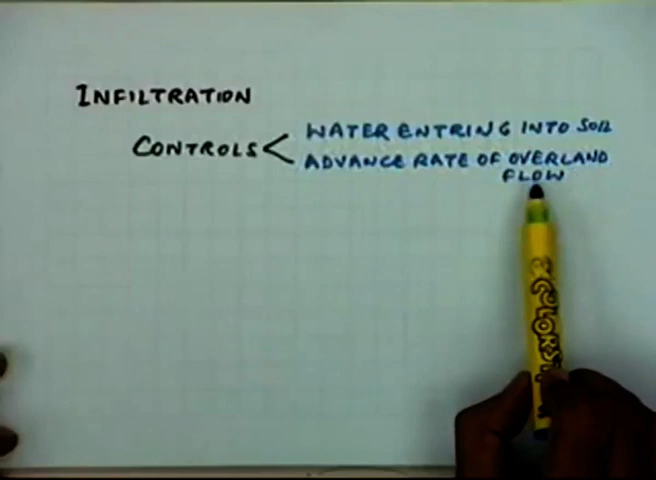 INFILTRATION
WATER ENTRING INTO SOIL
CONTROLS <
ADVANCE RATE OF OVERLAND
FLOW